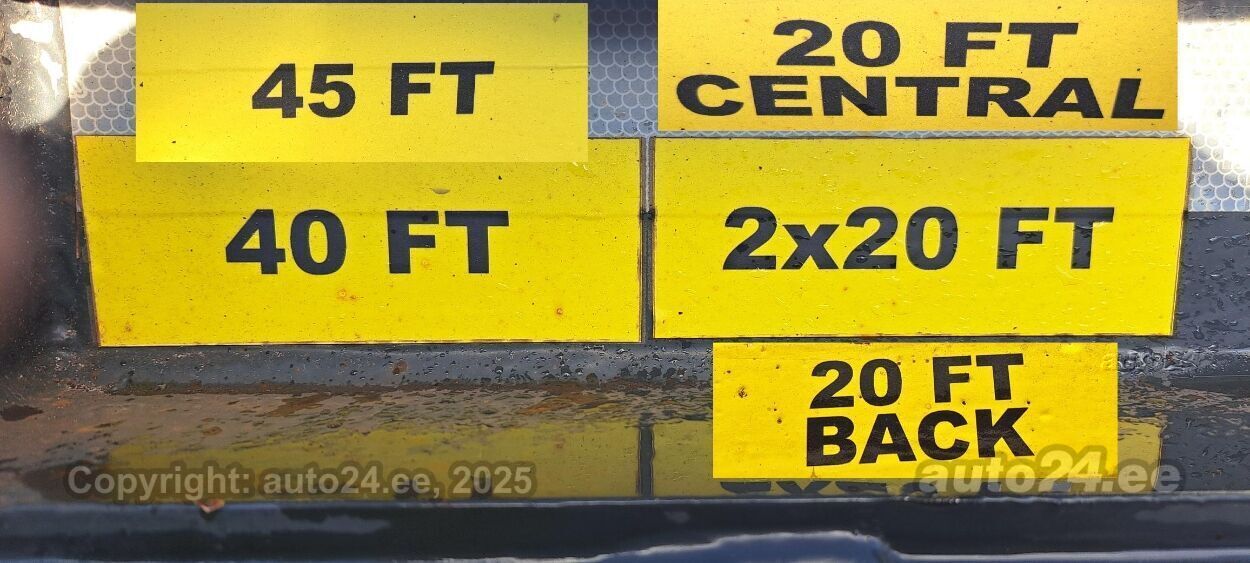 45 FT
20 FT
CENTRAL
40 FT
2x20 FT
20 FT
BACK
Copyright: auto24.ee, 2025
auto24.ee